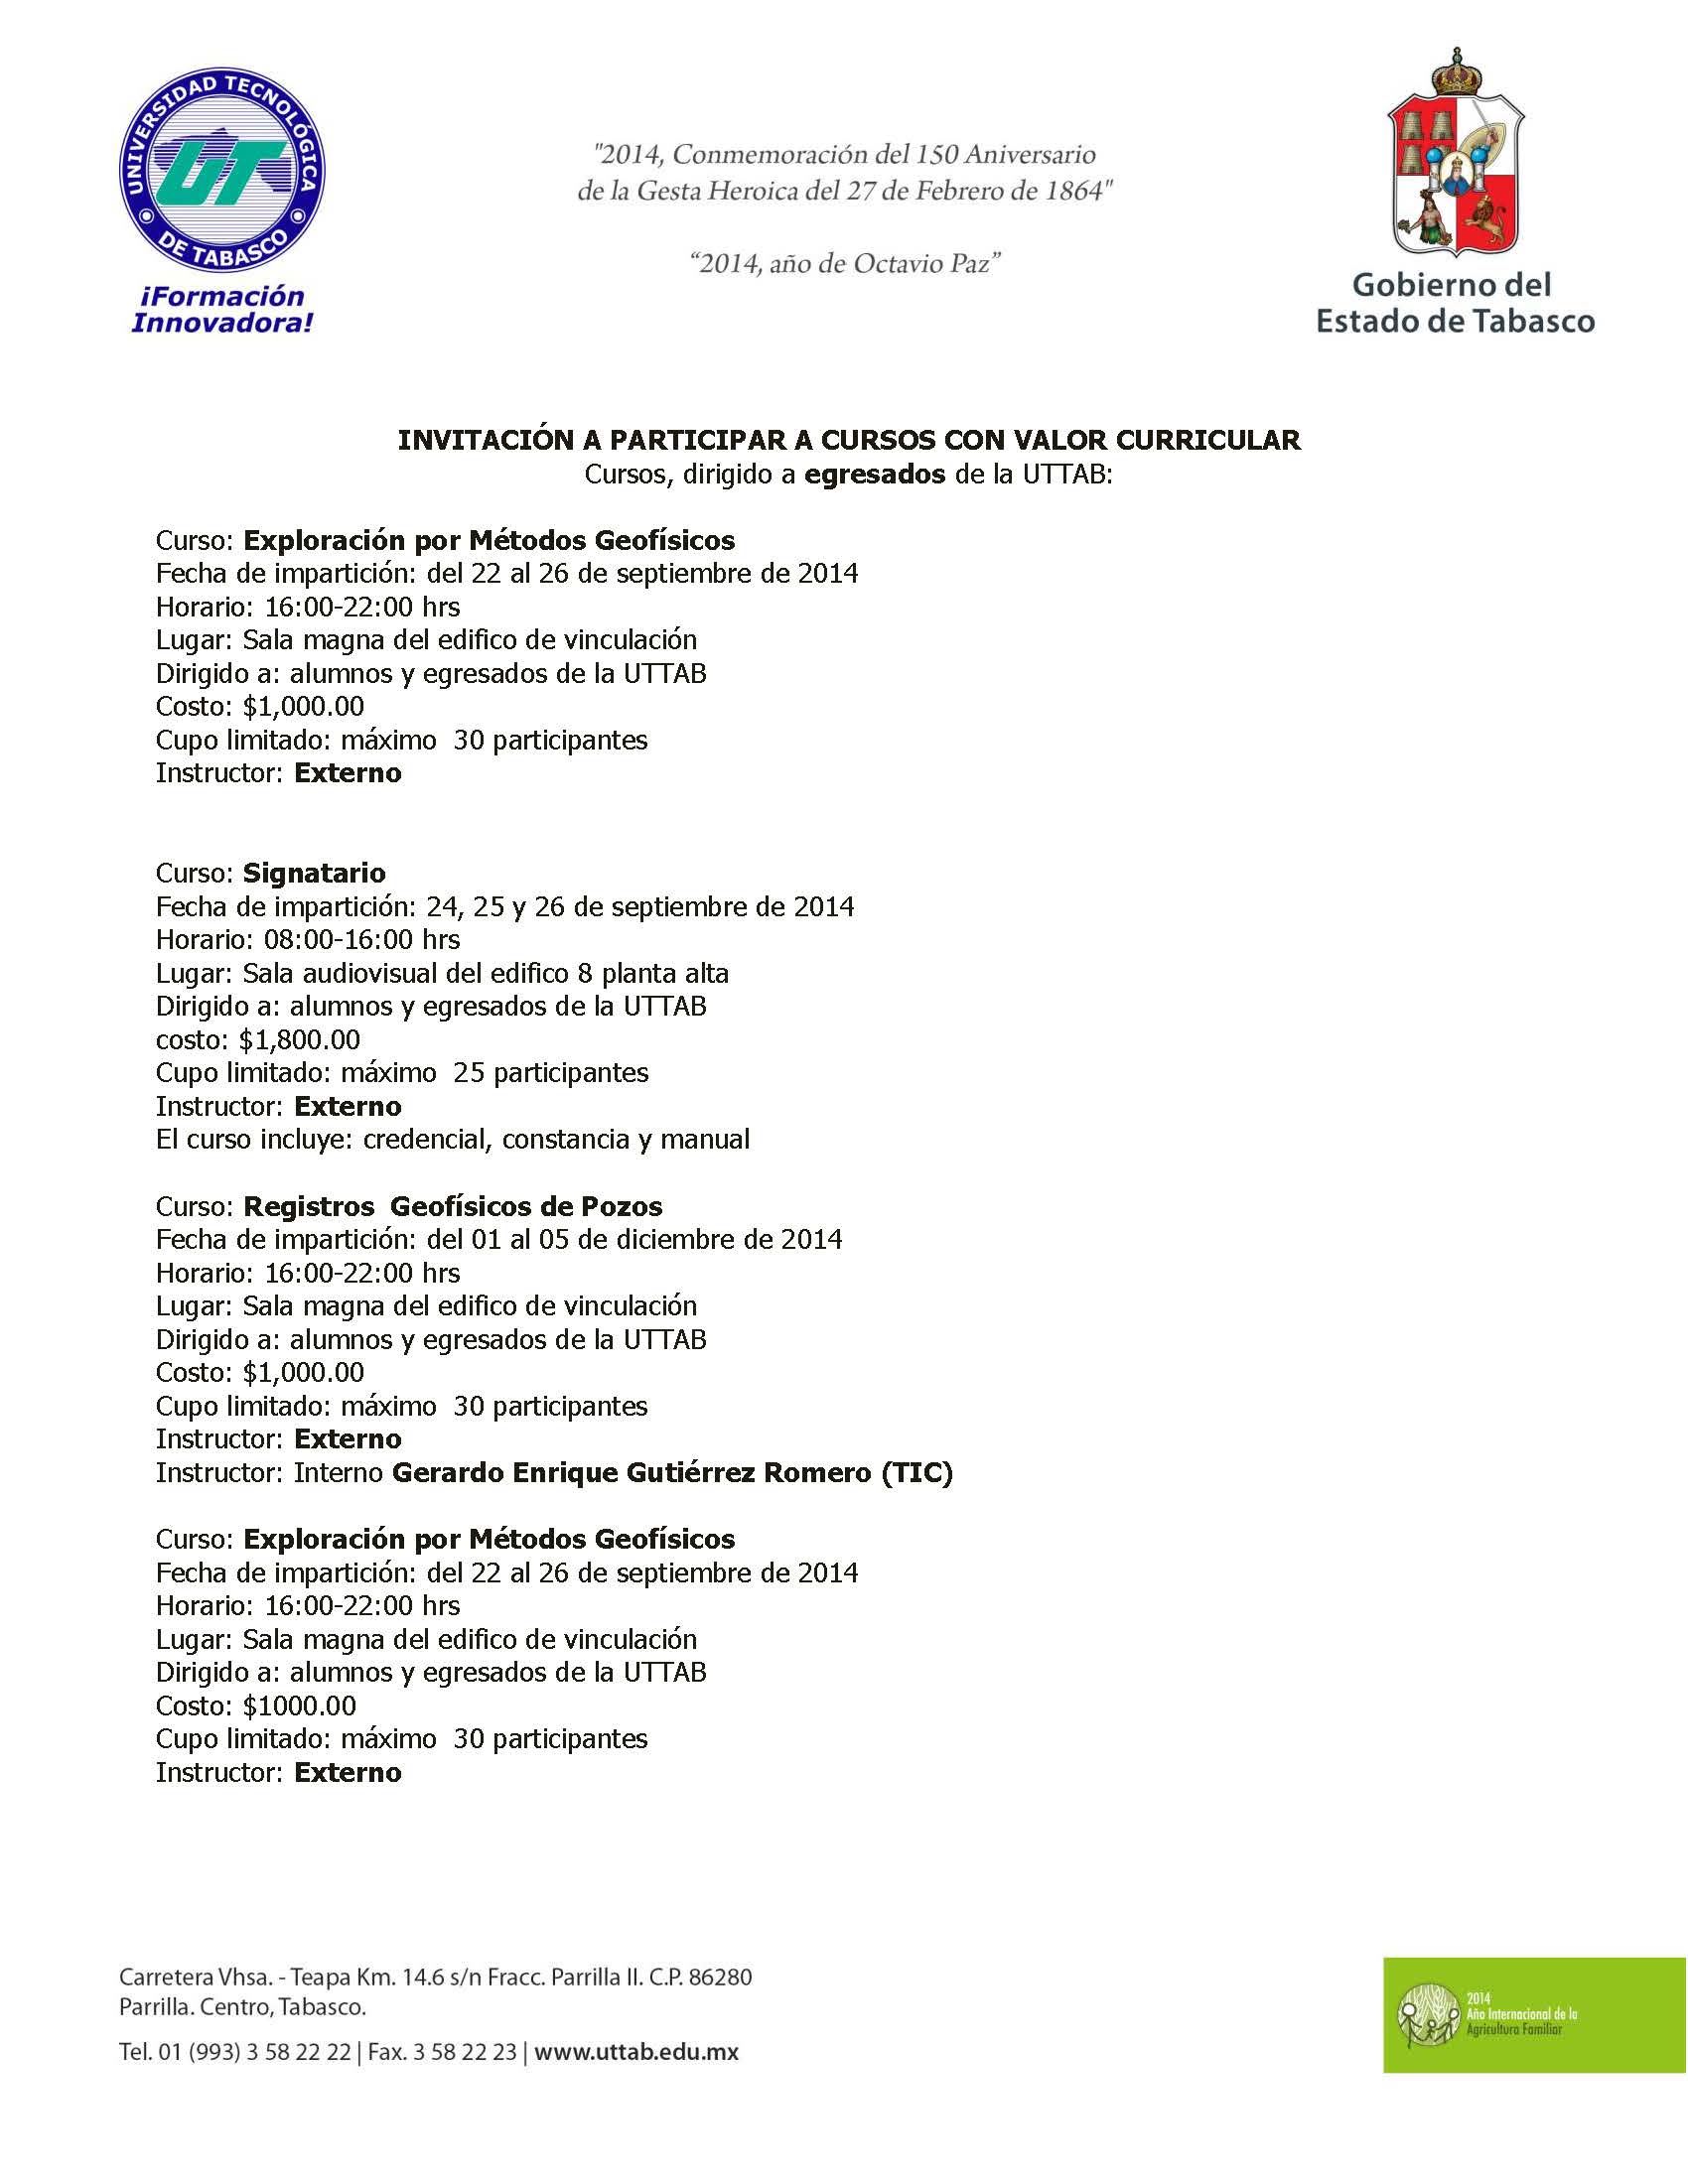 UNIVERSIDAD TECNOLÓGICA
UT
DE TABASCO
¡Formación
Innovadora!
"2014, Conmemoración del 150 Aniversario
de la Gesta Heroica del 27 de Febrero de 1864"
“2014, año de Octavio Paz”
Gobierno del
Estado de Tabasco
INVITACIÓN A PARTICIPAR A CURSOS CON VALOR CURRICULAR
Cursos, dirigido a egresados de la UTTAB:
Curso: Exploración por Métodos Geofísicos
Fecha de impartición: del 22 al 26 de septiembre de 2014
Horario: 16:00-22:00 hrs
Lugar: Sala magna del edifico de vinculación
Dirigido a: alumnos y egresados de la UTTAB
Costo: $1,000.00
Cupo limitado: máximo  30 participantes
Instructor: Externo
Curso: Signatario
Fecha de impartición: 24, 25 y 26 de septiembre de 2014
Horario: 08:00-16:00 hrs
Lugar: Sala audiovisual del edifico 8 planta alta
Dirigido a: alumnos y egresados de la UTTAB
costo: $1,800.00
Cupo limitado: máximo  25 participantes
Instructor: Externo
El curso incluye: credencial, constancia y manual
Curso: Registros  Geofísicos de Pozos
Fecha de impartición: del 01 al 05 de diciembre de 2014
Horario: 16:00-22:00 hrs
Lugar: Sala magna del edifico de vinculación
Dirigido a: alumnos y egresados de la UTTAB
Costo: $1,000.00
Cupo limitado: máximo  30 participantes
Instructor: Externo
Instructor: Interno Gerardo Enrique Gutiérrez Romero (TIC)
Curso: Exploración por Métodos Geofísicos
Fecha de impartición: del 22 al 26 de septiembre de 2014
Horario: 16:00-22:00 hrs
Lugar: Sala magna del edifico de vinculación
Dirigido a: alumnos y egresados de la UTTAB
Costo: $1000.00
Cupo limitado: máximo  30 participantes
Instructor: Externo
Carretera Vhsa. - Teapa Km. 14.6 s/n Fracc. Parrilla II. C.P. 86280
Parrilla. Centro, Tabasco.
Tel. 01 (993) 3 58 22 22 | Fax. 3 58 22 23 | www.uttab.edu.mx
2014
Año Internacional de la
Agricultura Familiar